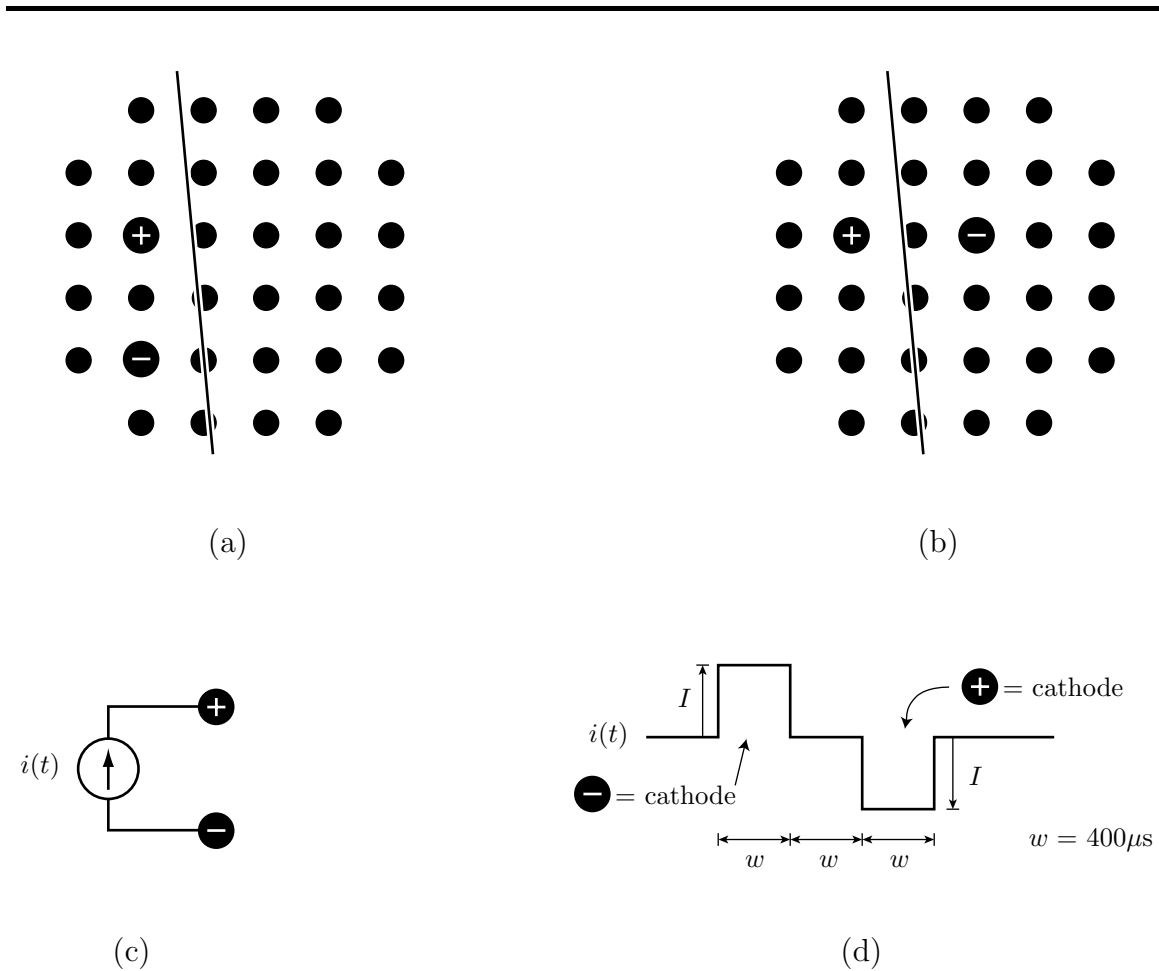 +
−
+
−
(a)
(b)
i(t)
+
−
I
i(t)
+ = cathode
− = cathode
I
w
w
w
w = 400μs
(c)
(d)